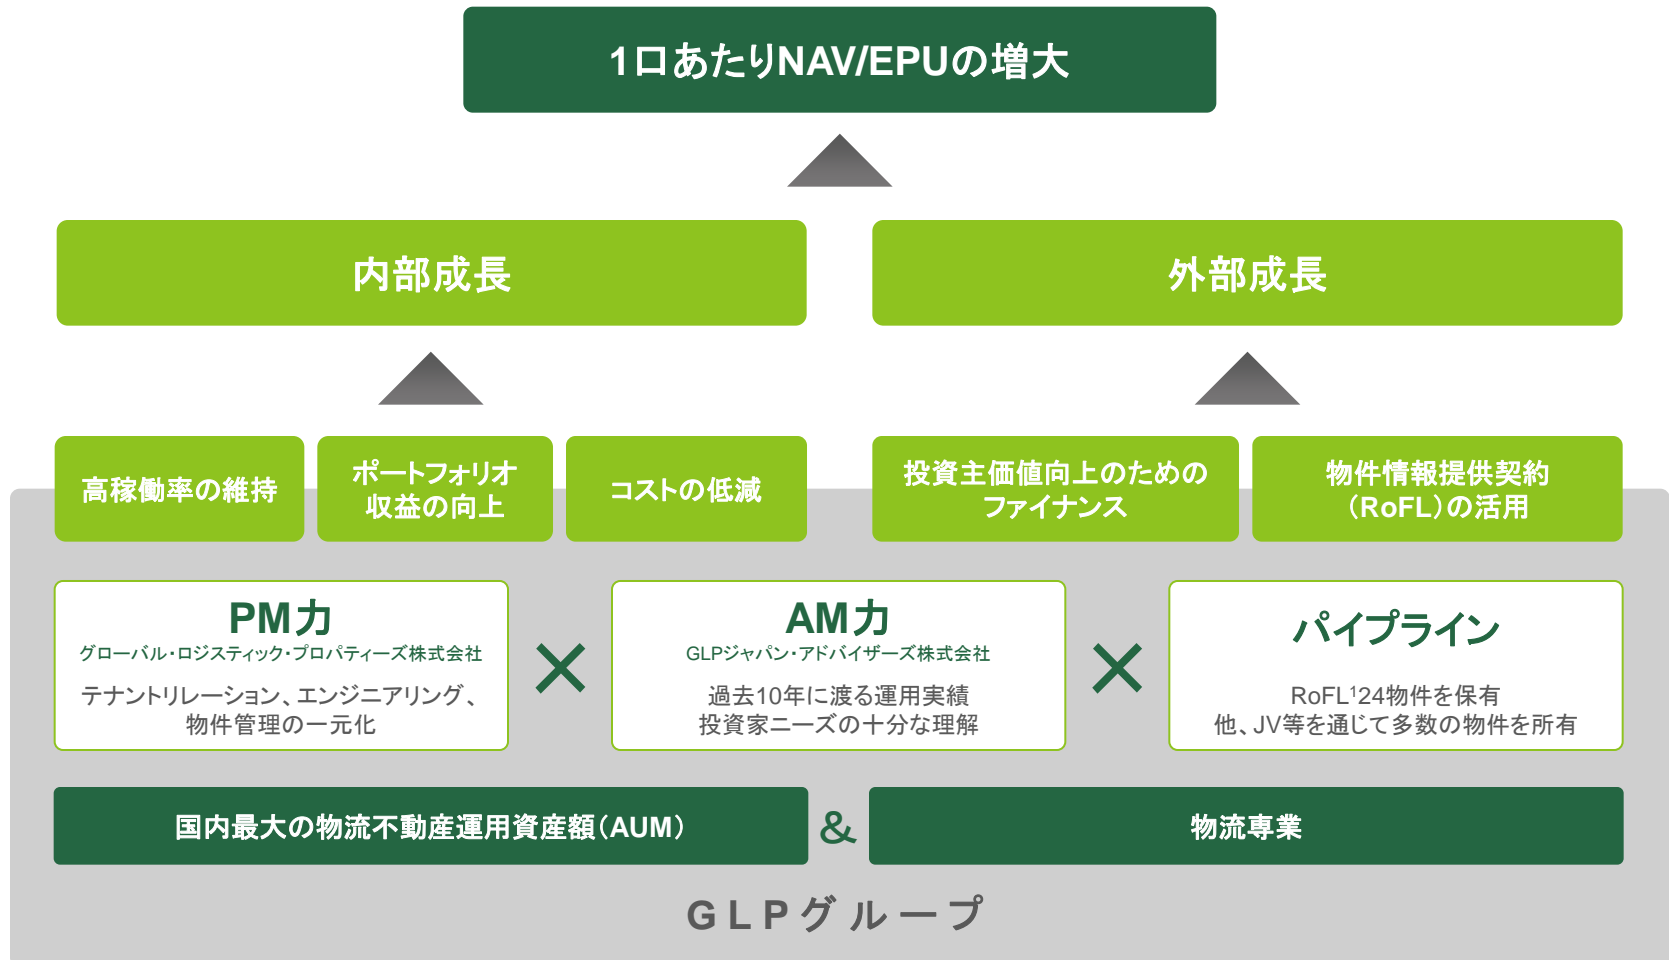 1口あたりNAV/EPUの増大
内部成長
外部成長
高稼働率の維持
ポートフォリオ
収益の向上
コストの低減
投資主価値向上のための
ファイナンス
物件情報提供契約
（RoFL）の活用
PM力
グローバル・ロジスティック・プロパティーズ株式会社
テナントリレーション、エンジニアリング、
物件管理の一元化
×
AM力
GLPジャパン・アドバイザーズ株式会社
過去10年に渡る運用実績
投資家ニーズの十分な理解
×
パイプライン
RoFL¹24物件を保有
他、JV等を通じて多数の物件を所有
国内最大の物流不動産運用資産額（AUM）
&
物流専業
GLPグループ